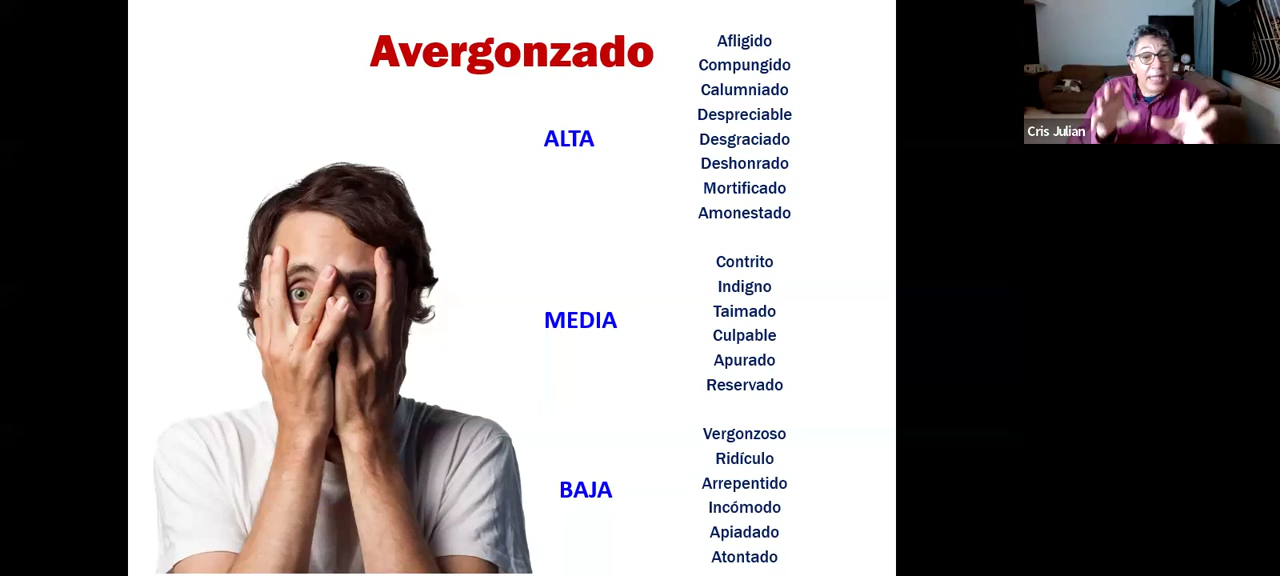 Avergonzado
ALTA
Afligido
Compungido
Calumniado
Despreciable
Desgraciado
Deshonrado
Mortificado
Amonestado
MEDIA
Contrito
Indigno
Taimado
Culpable
Apurado
Reservado
BAJA
Vergonzoso
Ridículo
Arrepentido
Incómodo
Apiadado
Atontado
Cris Julian